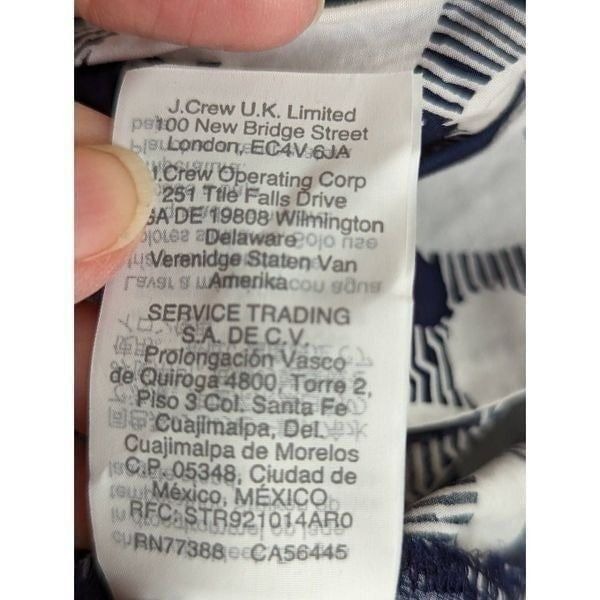 J.Crew U.K. Limited
100 New Bridge Street
London, EC4V 6JA
J.Crew Operating Corp
251 Ttle Falls Drive
DE 19808 Wilmington
Delaware
Verenidge Staten Van
Amerika
SERVICE TRADING
S.A. DE C.V.
Prolongación Vasco
de Quiroga 4800, Torre 2,
Piso 3 Col. Santa Fe
Cuajimalpa, Del.
Cuajimalpa de Morelos
C.P. 05348, Ciudad de
México, MÉXICO
RFC: STR921014AR0
RN77388 CA56445